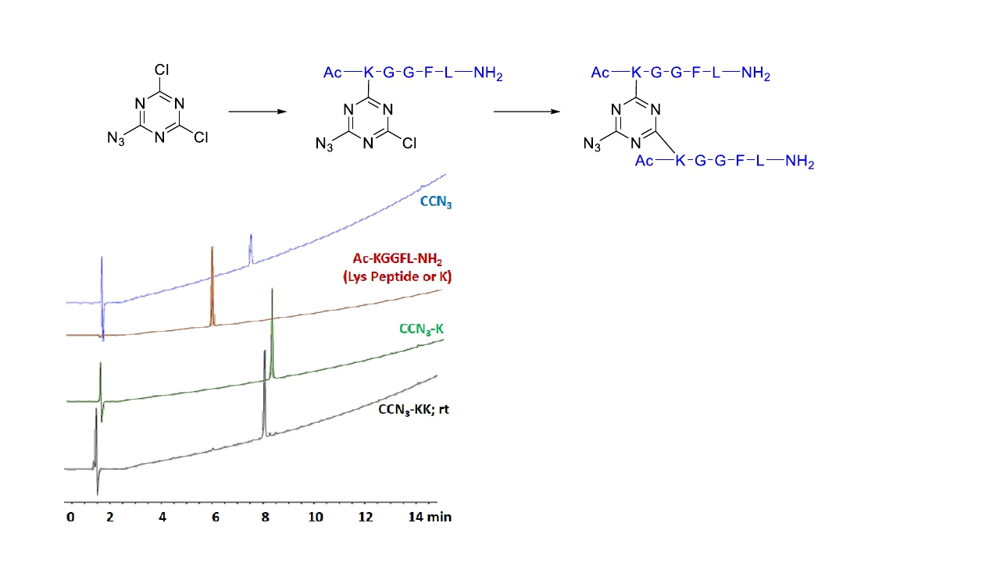 Cl
N N
N₃ N Cl
Ac—K-G-G-F-L—NH₂
N N
N₃ N Cl
Ac—K-G-G-F-L—NH₂
N N
N₃ N
Ac—K-G-G-F-L—NH₂
CCN₃
Ac-KGGFL-NH₂
(Lys Peptide or K)
CCN₃-K
CCN₃-KK; rt
0 2 4 6 8 10 12 14 min